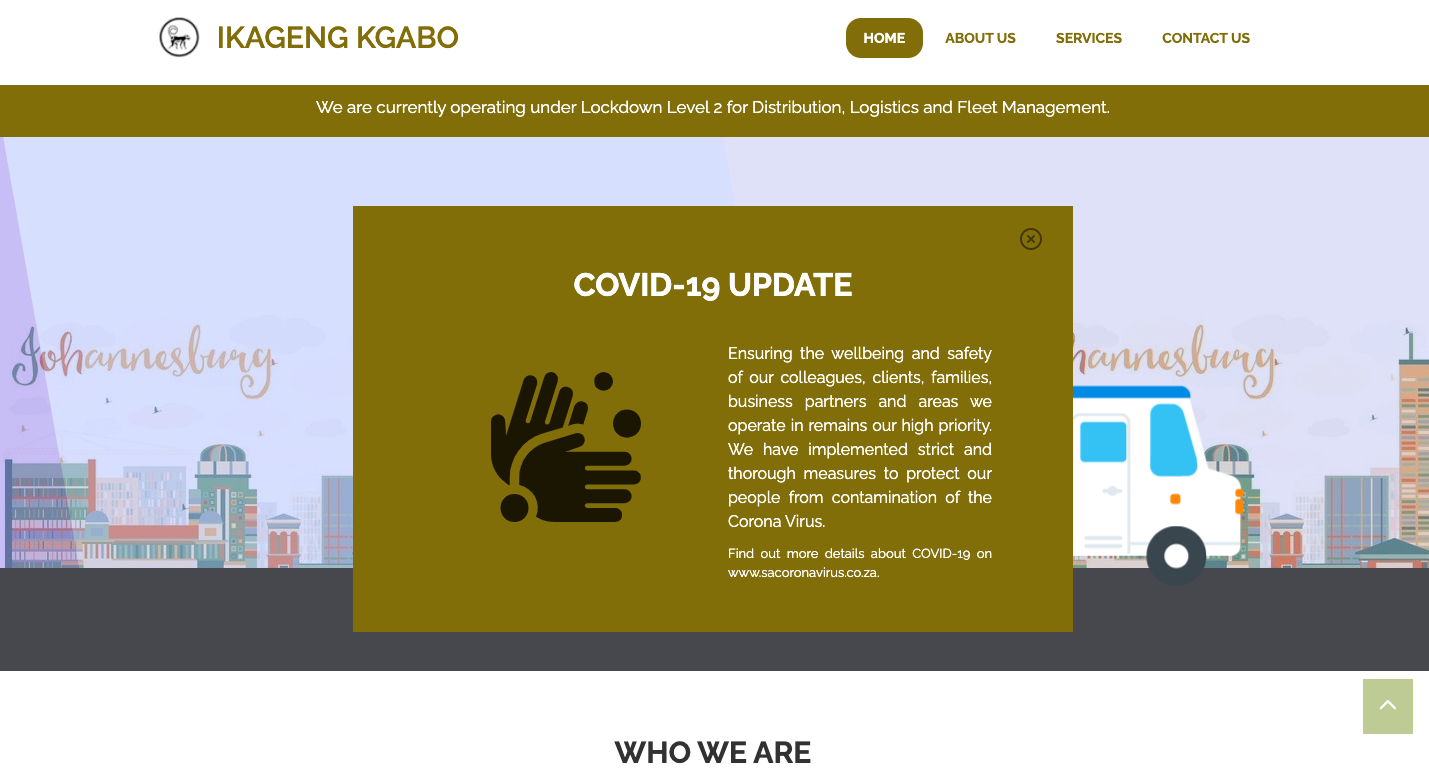 IKAGENG KGABO
HOME
ABOUT US
SERVICES
CONTACT US
We are currently operating under Lockdown Level 2 for Distribution, Logistics and Fleet Management.
COVID-19 UPDATE
Johannesburg
hannesburg
Ensuring the wellbeing and safety
of our colleagues, clients, families,
business partners and areas we
operate in remains our high priority.
We have implemented strict and
thorough measures to protect our
people from contamination of the
Corona Virus.
Find out more details about COVID-19 on
www.sacoronavirus.co.za.
WHO WE ARE